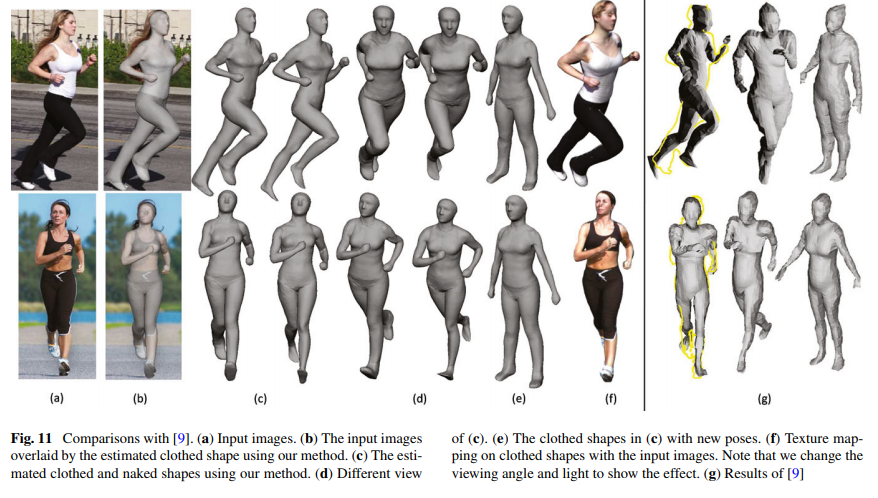 (a)
(b)
(c)
(d)
(e)
(f)
(g)
Fig. 11 Comparisons with [9]. (a) Input images. (b) The input images
overlaid by the estimated clothed shape using our method. (c) The esti-
mated clothed and naked shapes using our method. (d) Different view
of (c). (e) The clothed shapes in (c) with new poses. (f) Texture map-
ping on clothed shapes with the input images. Note that we change the
viewing angle and light to show the effect. (g) Results of [9]